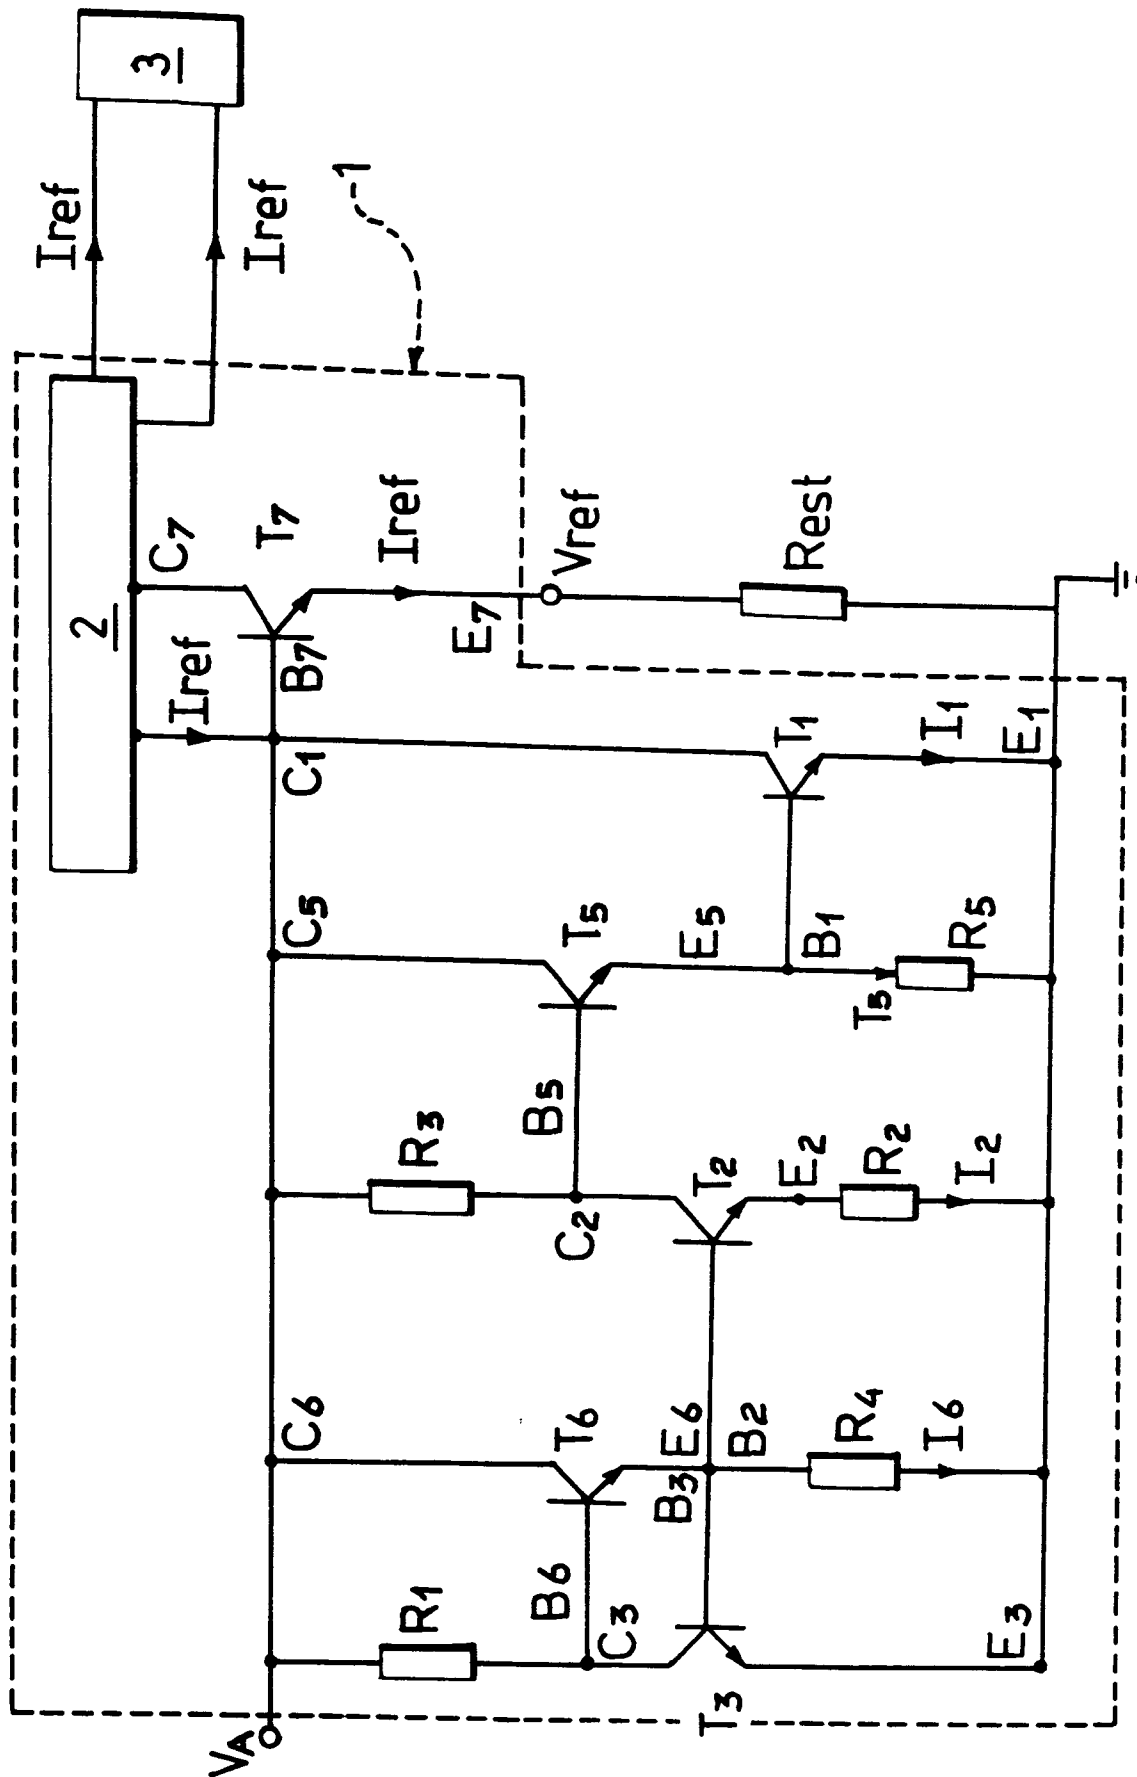 3
Iref
Iref
1
2
C7
T7
Iref
E7
Vref
Rest
Iref
B7
C1
T1
I1
E1
C5
T5
E5
B1
T5
R5
R3
B5
C2
T2
E2
R2
I2
C6
T6
E6
B3
B2
R4
I6
R1
B6
C3
T3
E3
VA